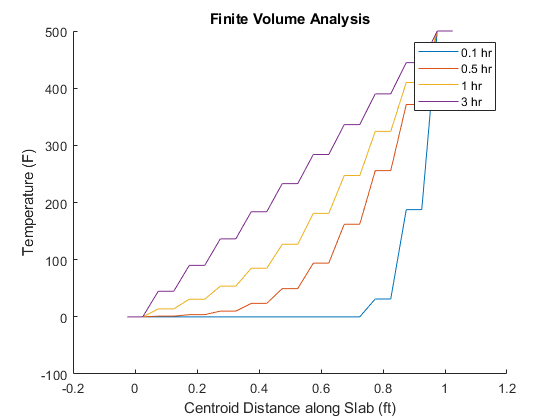 Finite Volume Analysis
500
400
300
200
100
0
-100
Temperature (F)
0.1 hr
0.5 hr
1 hr
3 hr
-0.2
0
0.2
0.4
0.6
0.8
1
1.2
Centroid Distance along Slab (ft)